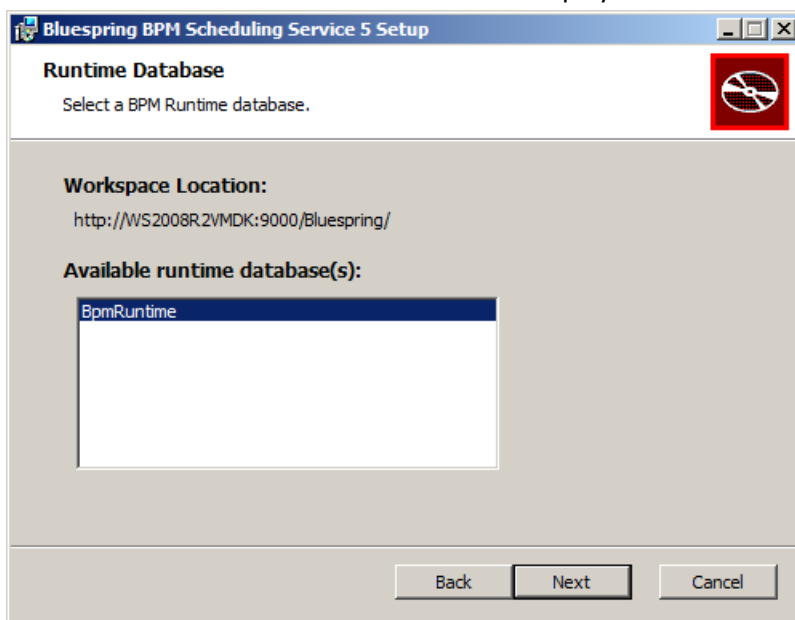 Bluespring BPM Scheduling Service 5 Setup
Runtime Database
Select a BPM Runtime database.
Workspace Location:
http://WS2008R2VMDK:9000/Bluespring/
Available runtime database(s):
BpmRuntime
Back Next Cancel